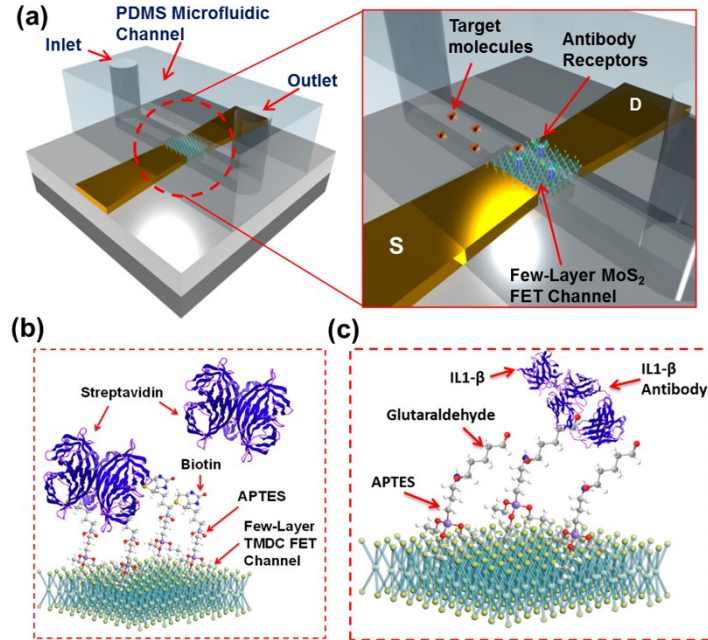 (a)
PDMS Microfluidic
Channel
Inlet
Outlet
Target
molecules
Antibody
Receptors
D
S
Few-Layer MoS₂
FET Channel
(b)
Streptavidin
Biotin
APTES
Few-Layer
TMDC FET
Channel
(c)
IL1-β
IL1-β
Antibody
Glutaraldehyde
APTES